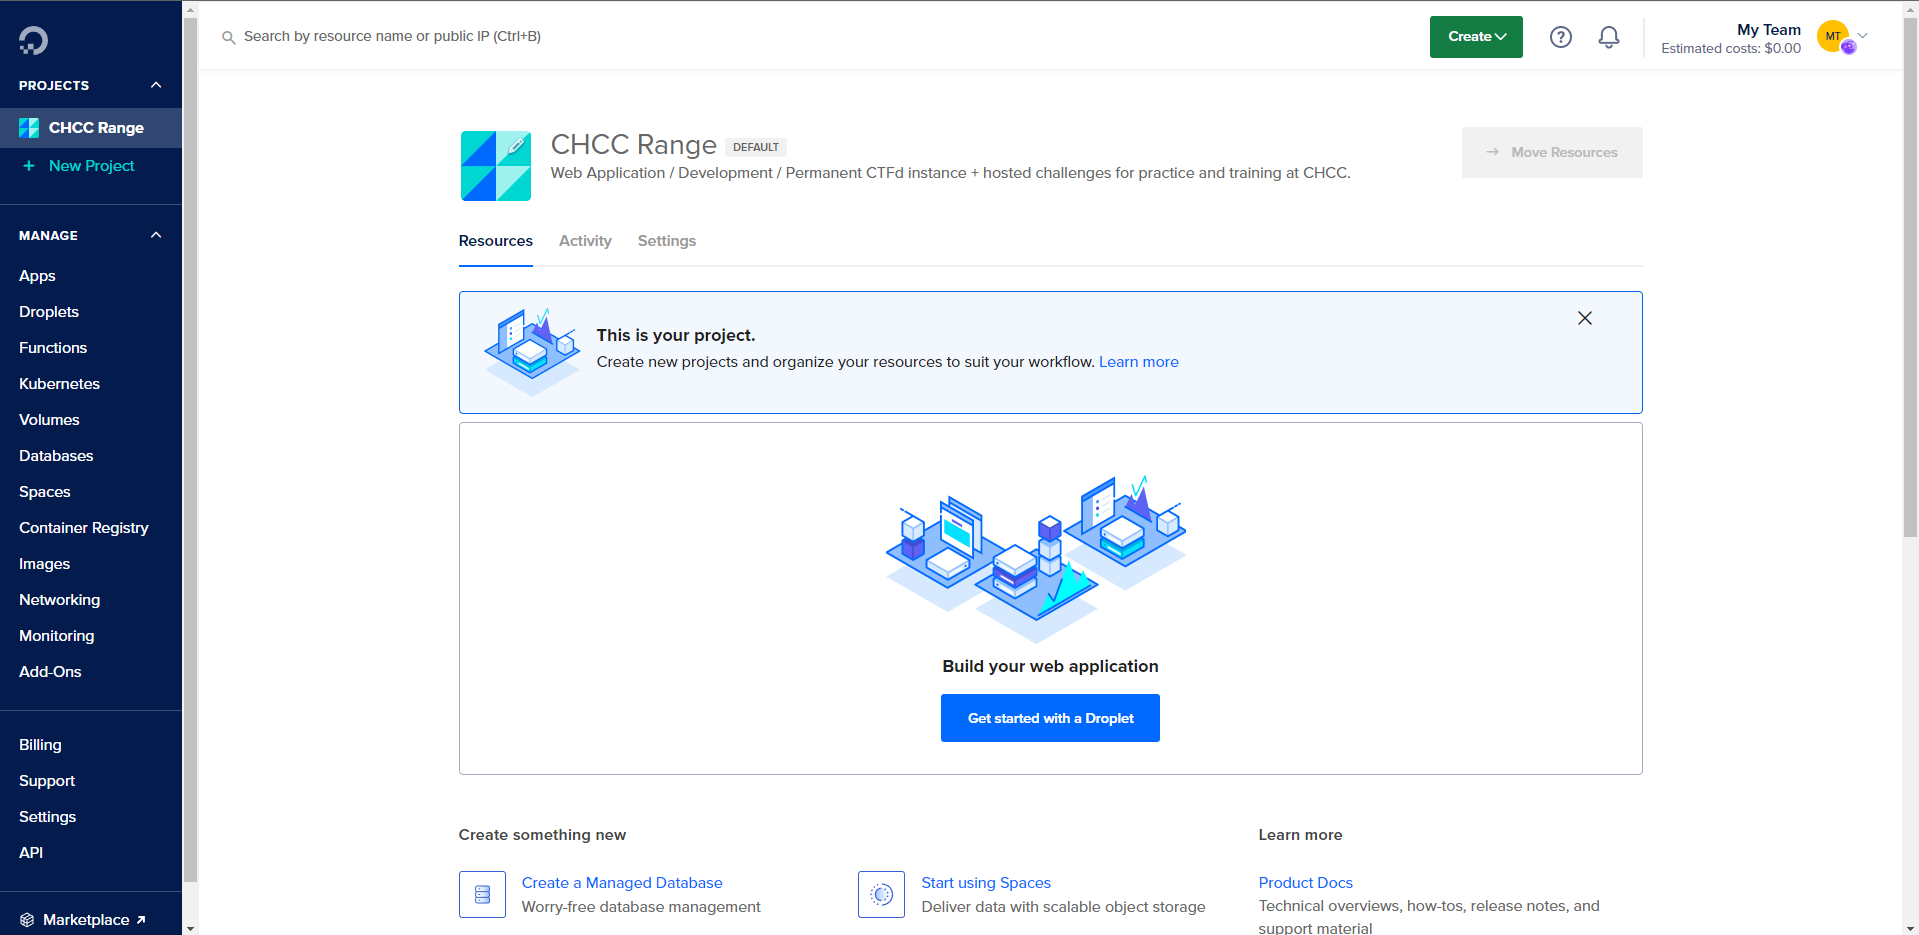 Search by resource name or public IP (Ctrl+B)
Create
My Team
Estimated costs: $0.00
MT
PROJECTS
CHCC Range
+ New Project
MANAGE
Apps
Droplets
Functions
Kubernetes
Volumes
Databases
Spaces
Container Registry
Images
Networking
Monitoring
Add-Ons
Billing
Support
Settings
API
Marketplace ↗
CHCC Range DEFAULT
Web Application / Development / Permanent CTFd instance + hosted challenges for practice and training at CHCC.
→ Move Resources
Resources Activity Settings
This is your project.
Create new projects and organize your resources to suit your workflow. Learn more
Build your web application
Get started with a Droplet
Create something new
Create a Managed Database
Worry-free database management
Start using Spaces
Deliver data with scalable object storage
Learn more
Product Docs
Technical overviews, how-tos, release notes, and
support material